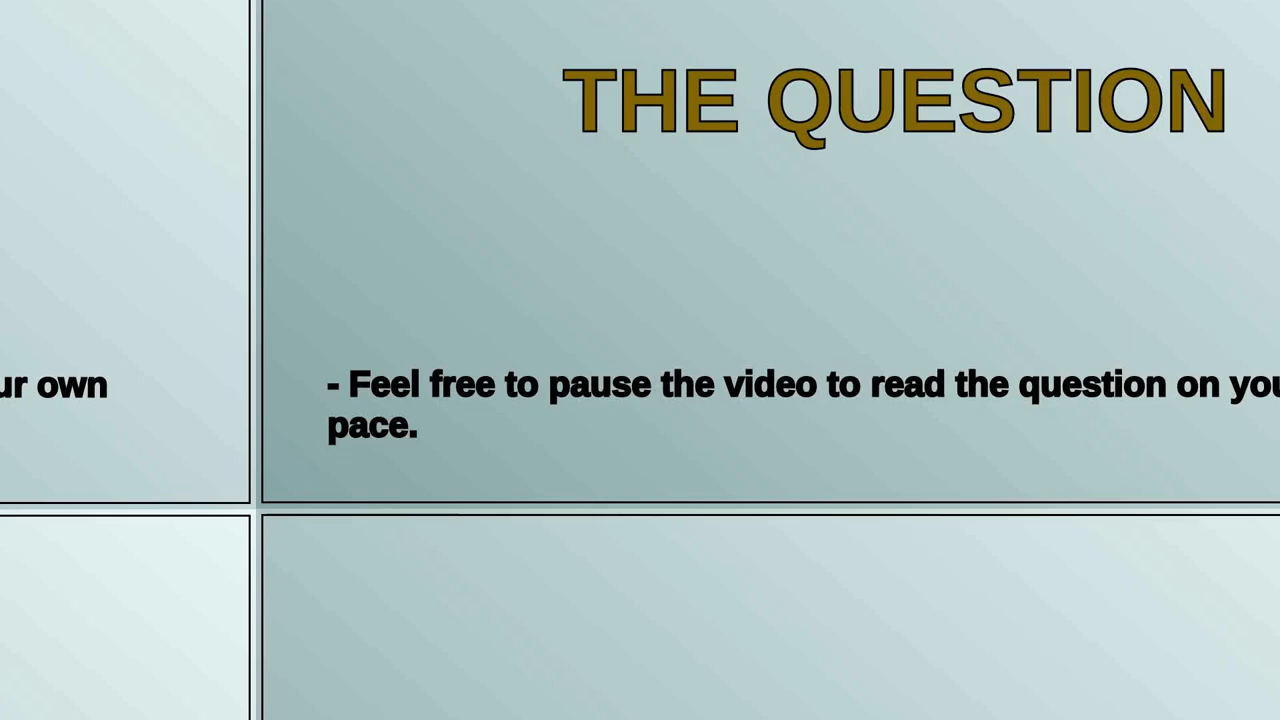 THE QUESTION
ur own
- Feel free to pause the video to read the question on you
pace.